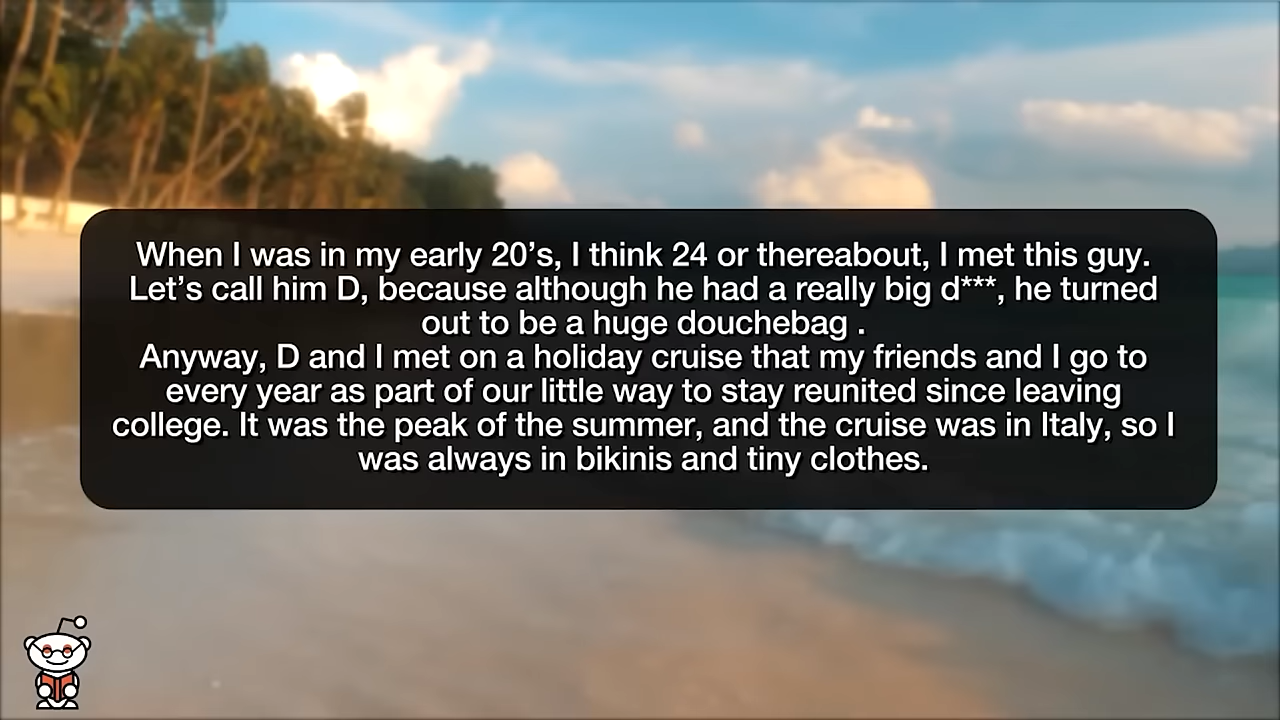 When I was in my early 20’s, I think 24 or thereabout, I met this guy.
Let’s call him D, because although he had a really big d***, he turned
out to be a huge douchebag .
Anyway, D and I met on a holiday cruise that my friends and I go to
every year as part of our little way to stay reunited since leaving
college. It was the peak of the summer, and the cruise was in Italy, so I
was always in bikinis and tiny clothes.